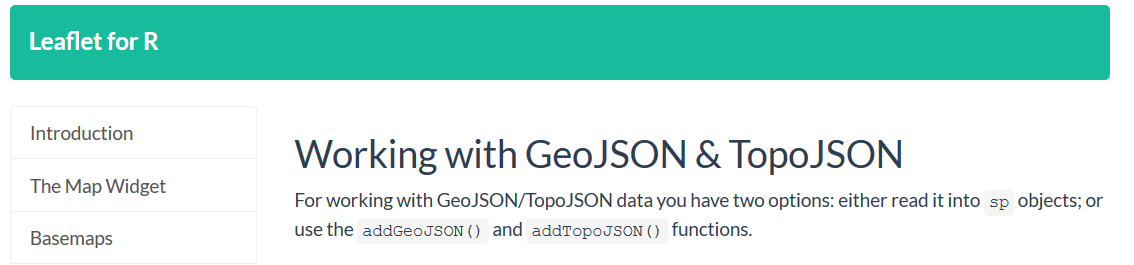 Leaflet for R
Introduction
The Map Widget
Basemaps
Working with GeoJSON & TopoJSON
For working with GeoJSON/TopoJSON data you have two options: either read it into sp objects; or
use the addGeoJSON() and addTopoJSON() functions.